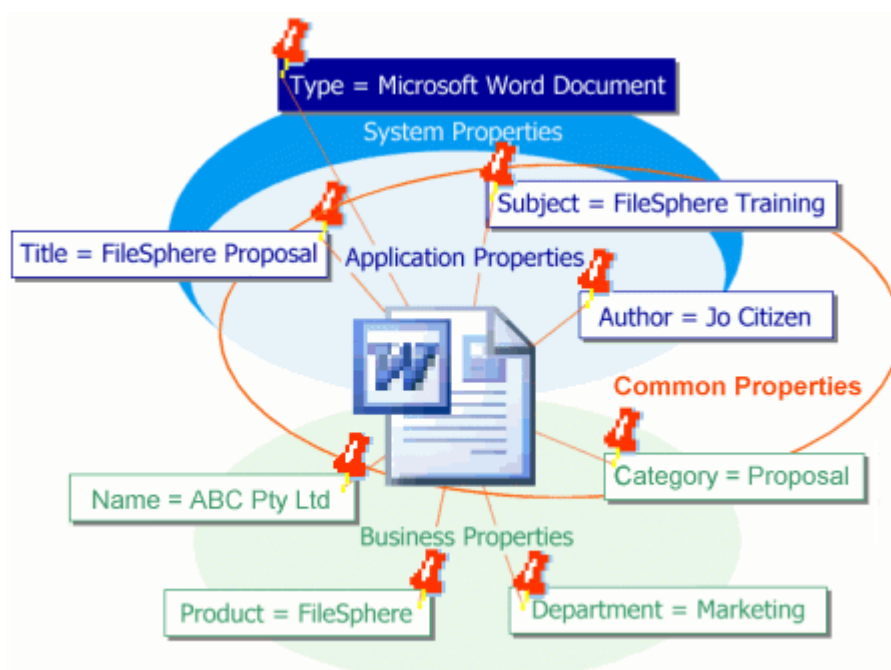 Type = Microsoft Word Document
System Properties
Subject = FileSphere Training
Title = FileSphere Proposal
Application Properties
Author = Jo Citizen
W
Common Properties
Category = Proposal
Name = ABC Pty Ltd
Business Properties
Product = FileSphere
Department = Marketing